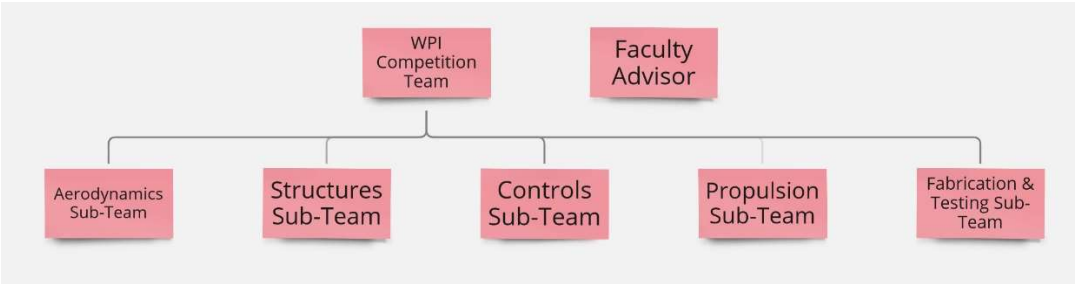 WPI
Competition
Team
Faculty
Advisor
Aerodynamics
Sub-Team
Structures
Sub-Team
Controls
Sub-Team
Propulsion
Sub-Team
Fabrication &
Testing Sub-
Team